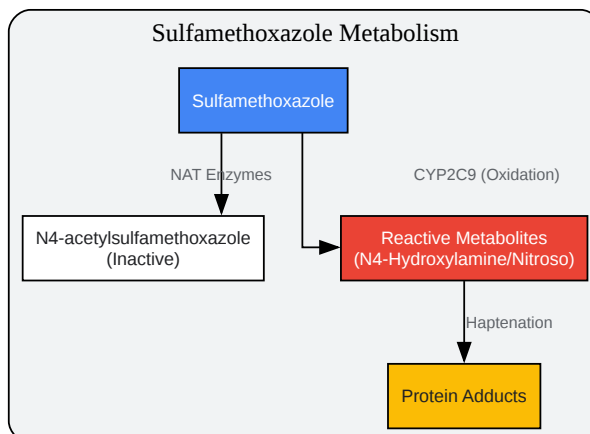 Sulfamethoxazole Metabolism
Sulfamethoxazole
NAT Enzymes
CYP2C9 (Oxidation)
N4-acetylsulfamethoxazole
(Inactive)
Reactive Metabolites
(N4-Hydroxylamine/Nitroso)
Haptenation
Protein Adducts